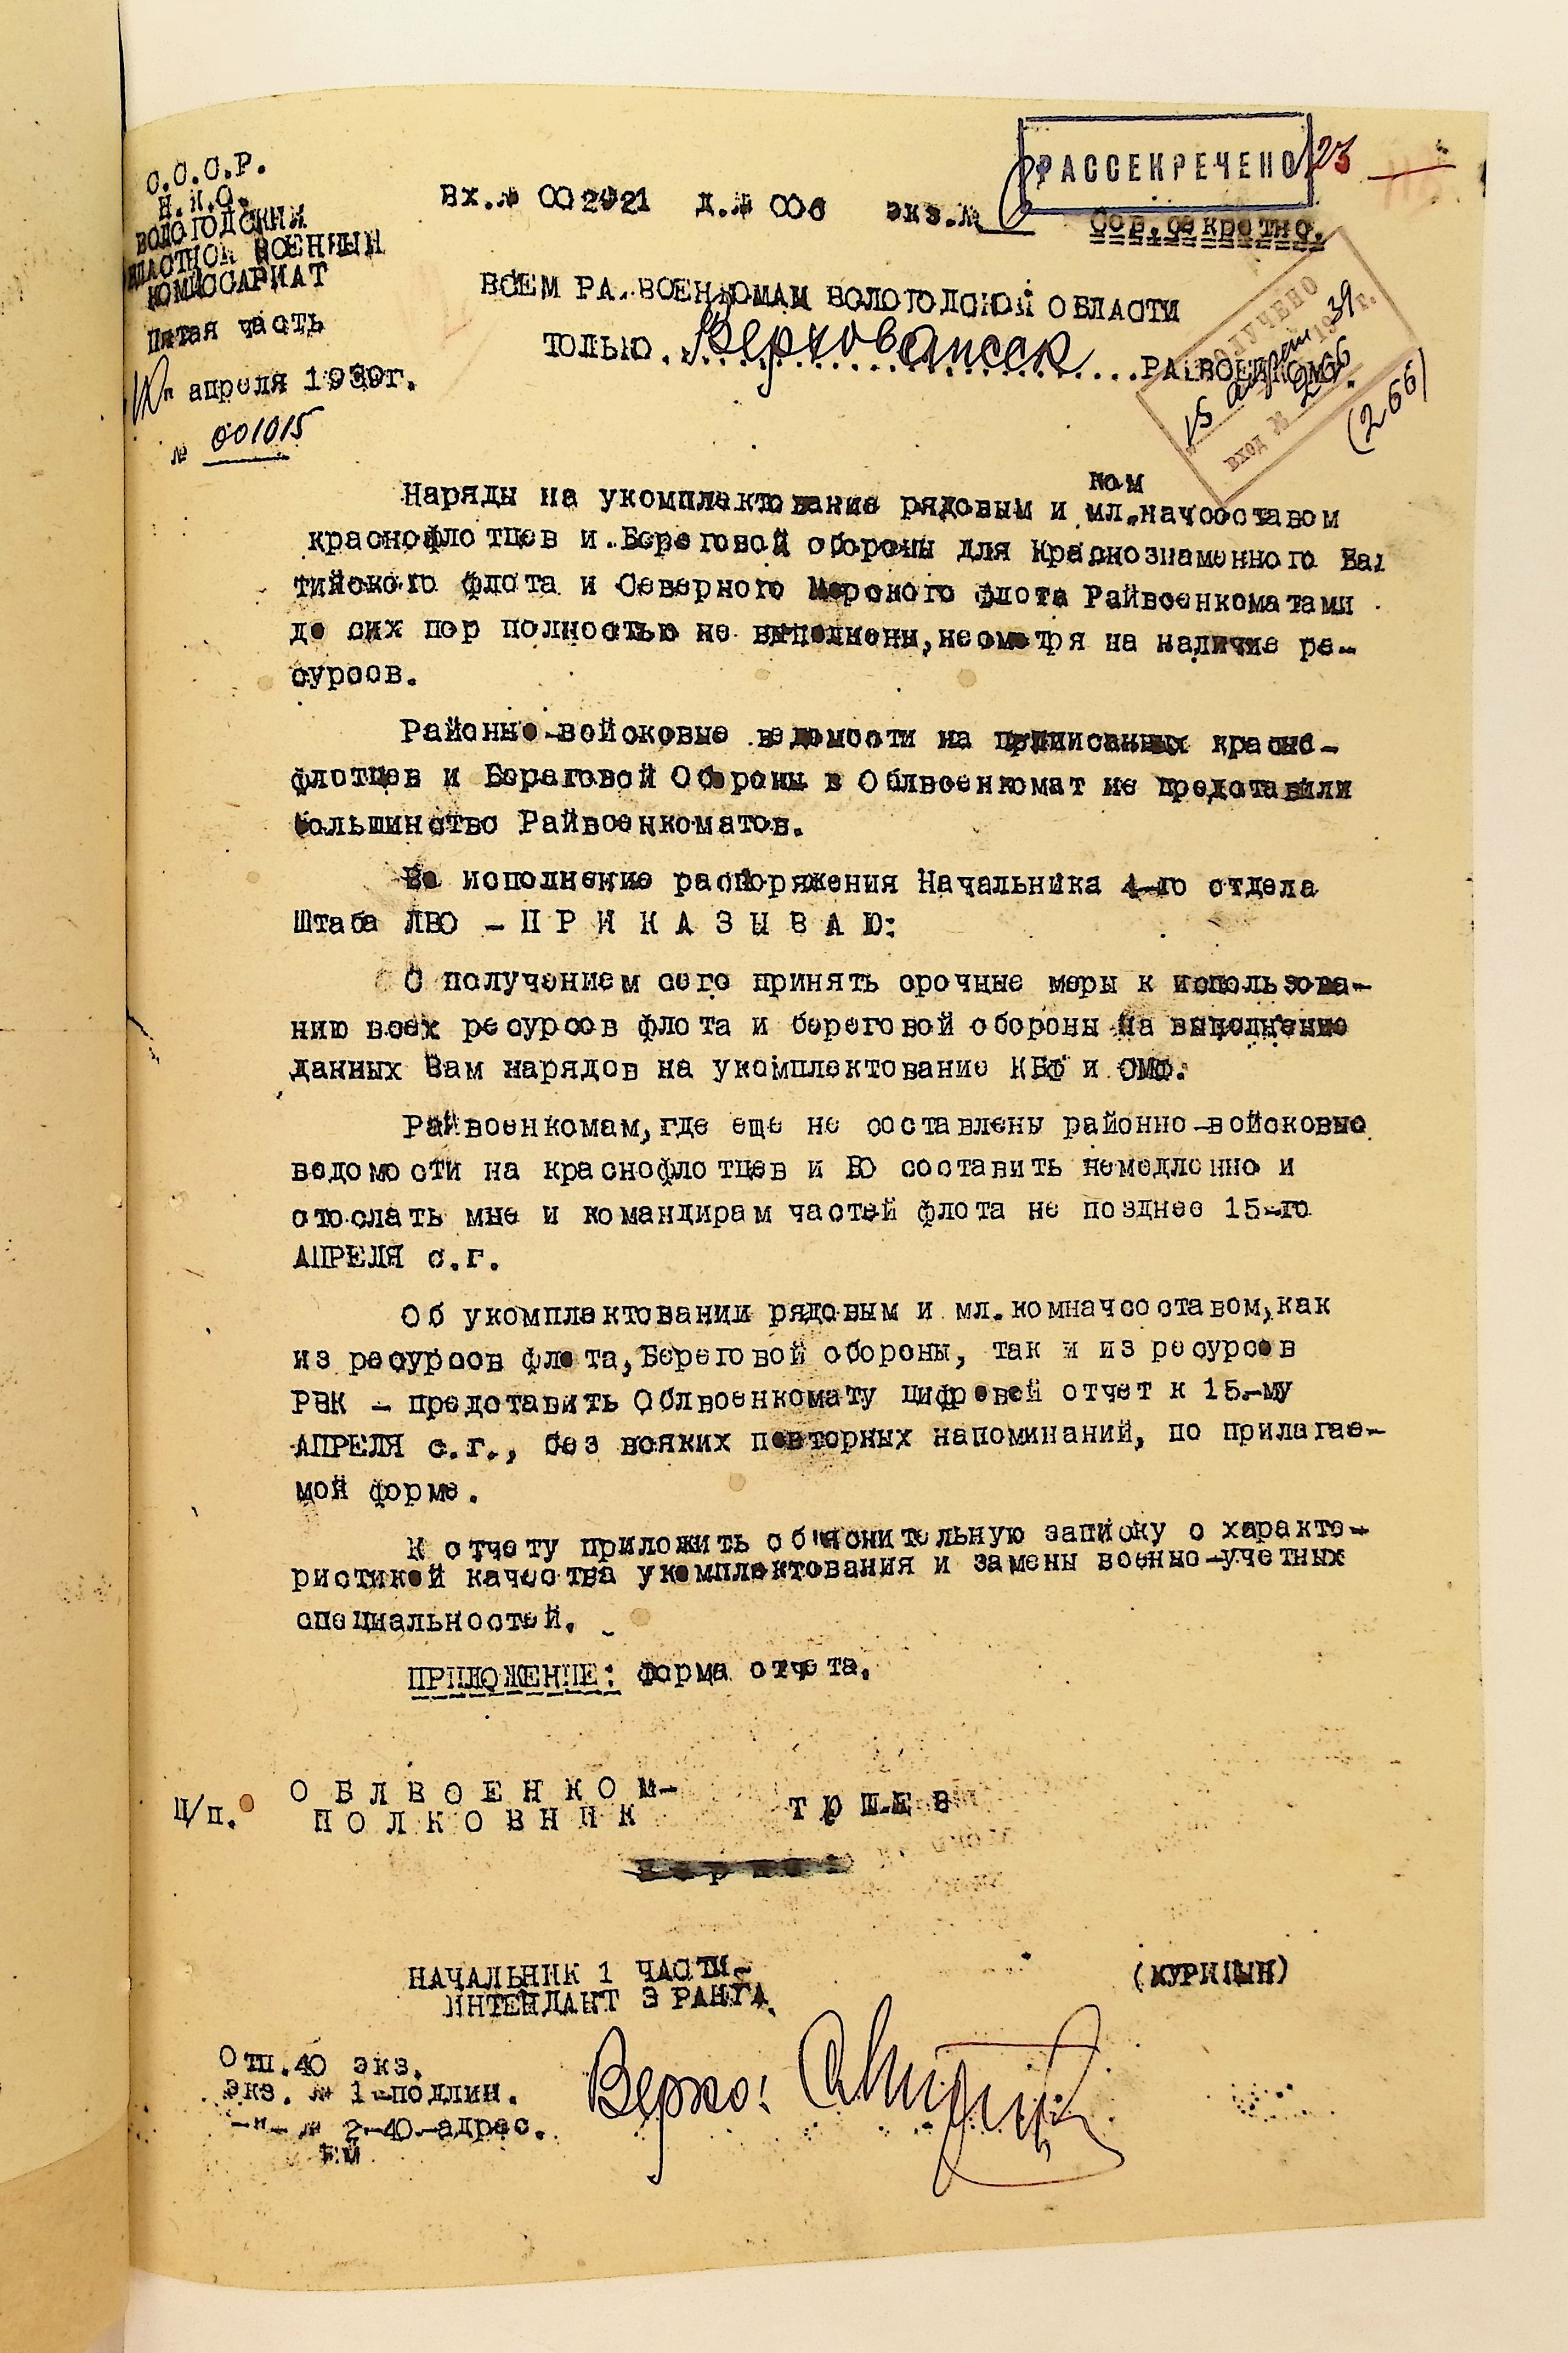 С.С.С.Р.
Н.К.О.
ВОЛОГОДСКИЙ
ОБЛАСТНОЙ ВОЕННЫЙ
КОМИССАРИАТ
Пятая часть
апреля 1939г.
№ 001015
Вх.№ 002921 д.№ 006 экз.№
РАССЕКРЕЧЕНО
23
Сов.секретно.
ВСЕМ РАЙВОЕНКОМАМ ВОЛОГОДСКОЙ ОБЛАСТИ
ТОЛЬКО. Верховажск РАЙВОЕНКОМУ.
ПОЛУЧЕНО
15 апреля 1939 г.
ВХОД № 266
(266)
ком
Наряды на укомплектование рядовым и мл.начсоставом
краснофлотцев и Береговой обороны для Краснознаменного Бал
тийского флота и Северного Морского флота Райвоенкоматами
до сих пор полностью не выполнены,несмотря на наличие ре-
сурсов.
Районно-войсковые ведомости на приписанных красно-
флотцев и Береговой Обороны в Облвоенкомат не представили
большинство Райвоенкоматов.
Во исполнение распоряжения Начальника 4-го отдела
Штаба ЛВО - П Р И К А З Ы В А Ю:
С получением сего принять срочные меры к использова-
нию всех ресурсов флота и береговой обороны на выполнение
данных Вам нарядов на укомплектование КБФ и СМФ.
Райвоенкомам,где еще не составлены районно-войсковые
ведомости на краснофлотцев и БО составить немедленно и
отослать мне и командирам частей флота не позднее 15-го
АПРЕЛЯ с.г.
Об укомплектовании рядовым и мл.комначсоставом,как
из ресурсов флота,Береговой обороны, так и из ресурсов
РВК - представить Облвоенкомату цифровой отчет к 15-му
АПРЕЛЯ с.г., без всяких повторных напоминаний, по прилагае-
мой форме.
К отчету приложить об'яснительную записку о характе-
ристикой качества укомплектования и замены военно-учетных
специальностей.
ПРИЛОЖЕНИЕ: форма отчета.
П/п. О Б Л В О Е Н К О М-
П О Л К О В Н И К
НАЧАЛЬНИК 1 ЧАСТИ-
ИНТЕНДАНТ 3 РАНГА
(КУРИЦЫН)
Отп.40 экз.
Экз. № 1-подлин.
-"- № 2-40-адрес.
Верно: